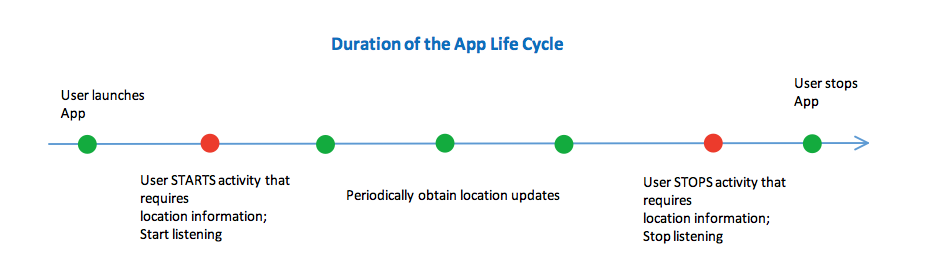 Duration of the App Life Cycle
User launches
App
User stops
App
User STARTS activity that
requires
location information;
Start listening
Periodically obtain location updates
User STOPS activity that
requires
location information;
Stop listening